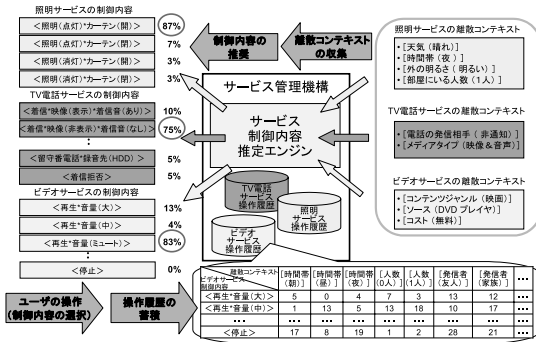 照明サービスの制御内容
<照明(点灯)*カーテン(開)> 87%
<照明(点灯)*カーテン(閉)> 7%
<照明(消灯)*カーテン(開)> 3%
<照明(消灯)*カーテン(閉)> 3%
TV電話サービスの制御内容
<着信*映像(表示)*着信音(あり)> 10%
<着信*映像(非表示)*着信音(なし)> 75%
<留守番電話*録音先(HDD)> 5%
<着信拒否> 5%
ビデオサービスの制御内容
<再生*音量(大)> 13%
<再生*音量(中)> 4%
<再生*音量(ミュート)> 83%
<停止> 0%
ユーザの操作
(制御内容の選択)
操作履歴の
蓄積
制御内容の
推奨
離散コンテキスト
の収集
サービス管理機構
サービス
制御内容
推定エンジン
TV電話
サービス
操作履歴
照明
サービス
操作履歴
ビデオ
サービス
操作履歴
照明サービスの離散コンテキスト
・[天気(晴れ)]
・[時間帯(夜)]
・[外の明るさ(明るい)]
・[部屋にいる人数(1人)]
TV電話サービスの離散コンテキスト
・[電話の発信相手(非通知)]
・[メディアタイプ(映像&音声)]
ビデオサービスの離散コンテキスト
・[コンテンツジャンル(映画)]
・[ソース(DVDプレイヤ)]
・[コスト(無料)]
離散コンテキスト
ビデオサービス
制御内容
[時間帯(朝)] [時間帯(昼)] [時間帯(夜)] [人数(0人)] [人数(1人)] [発信者(友人)] [発信者(家族)] …
<再生*音量(大)> 5 0 4 7 3 13 12 …
<再生*音量(中)> 1 13 5 13 18 10 17 …
… … … … … … … …
<停止> 17 8 19 1 2 28 21 …